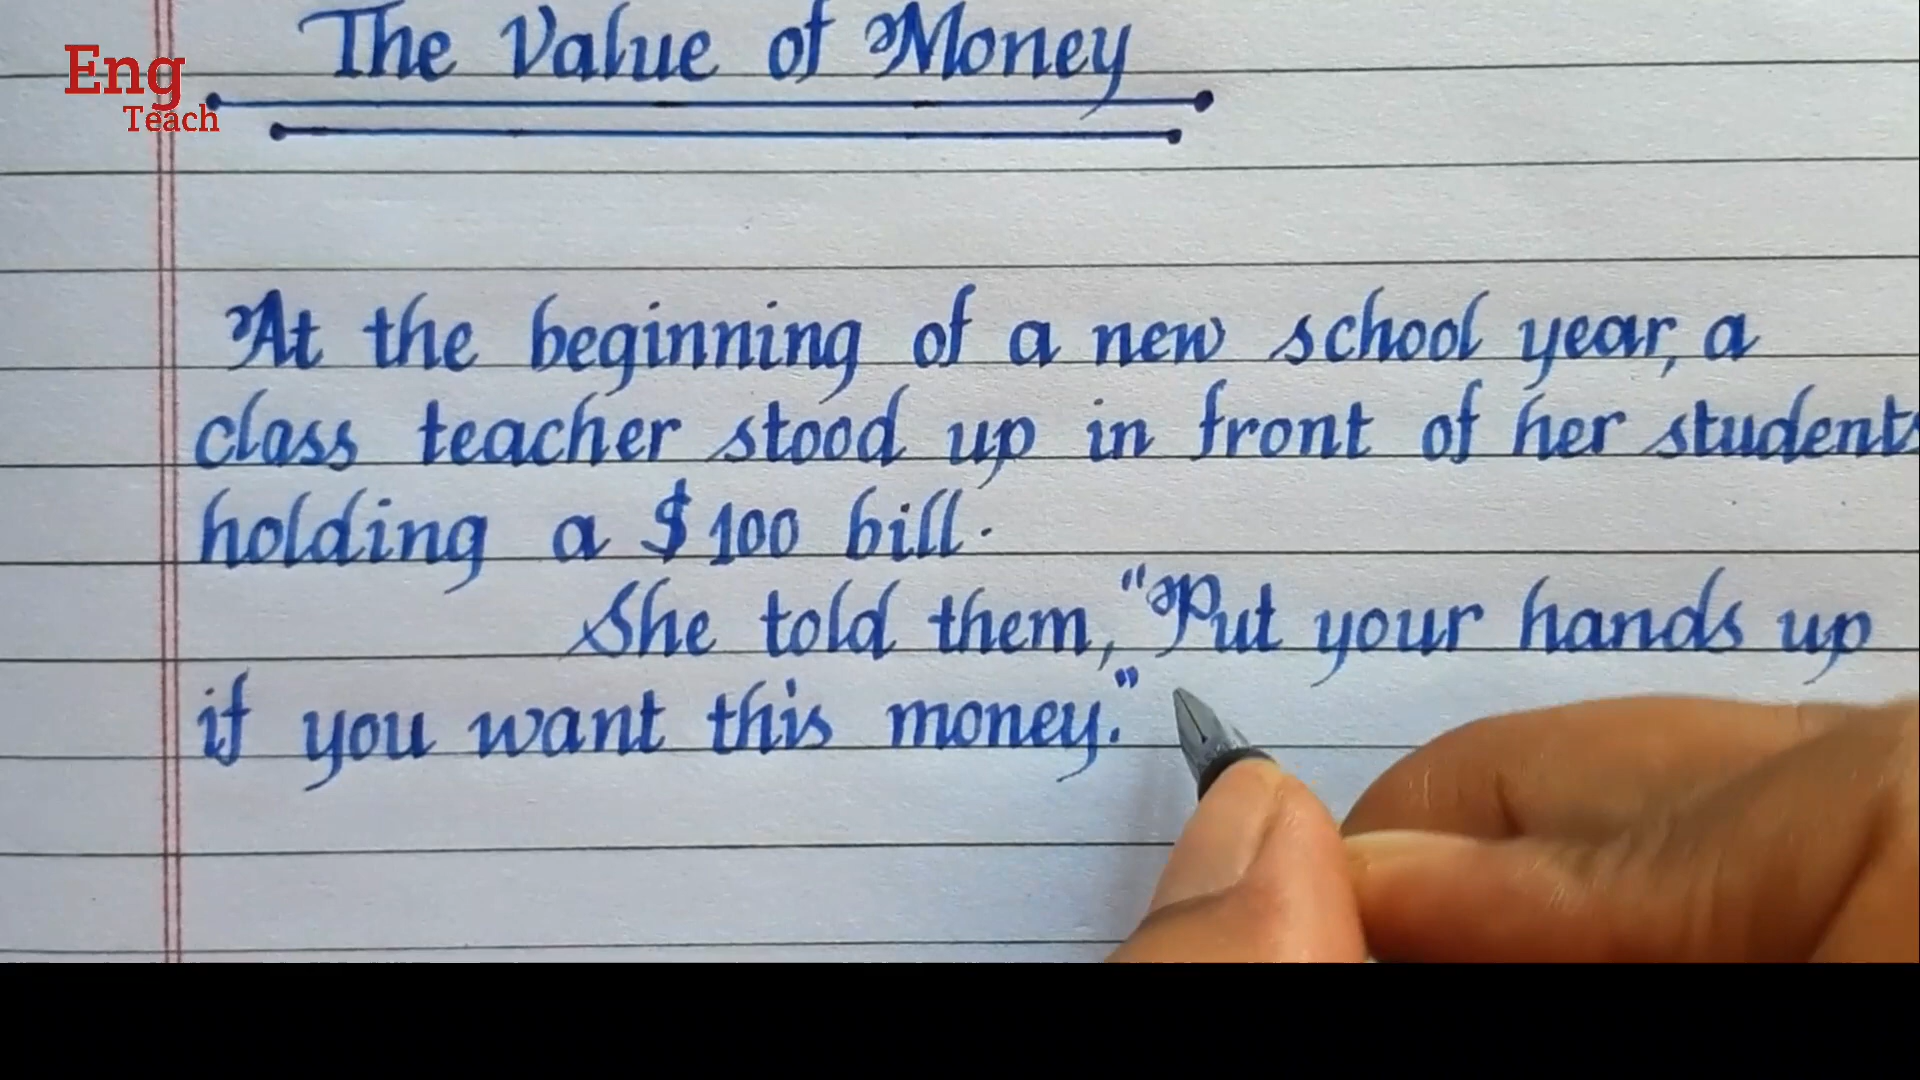 Eng
Teach
The Value of Money
At the beginning of a new school year, a
class teacher stood up in front of her students
holding a $100 bill.
She told them, "Put your hands up
if you want this money."